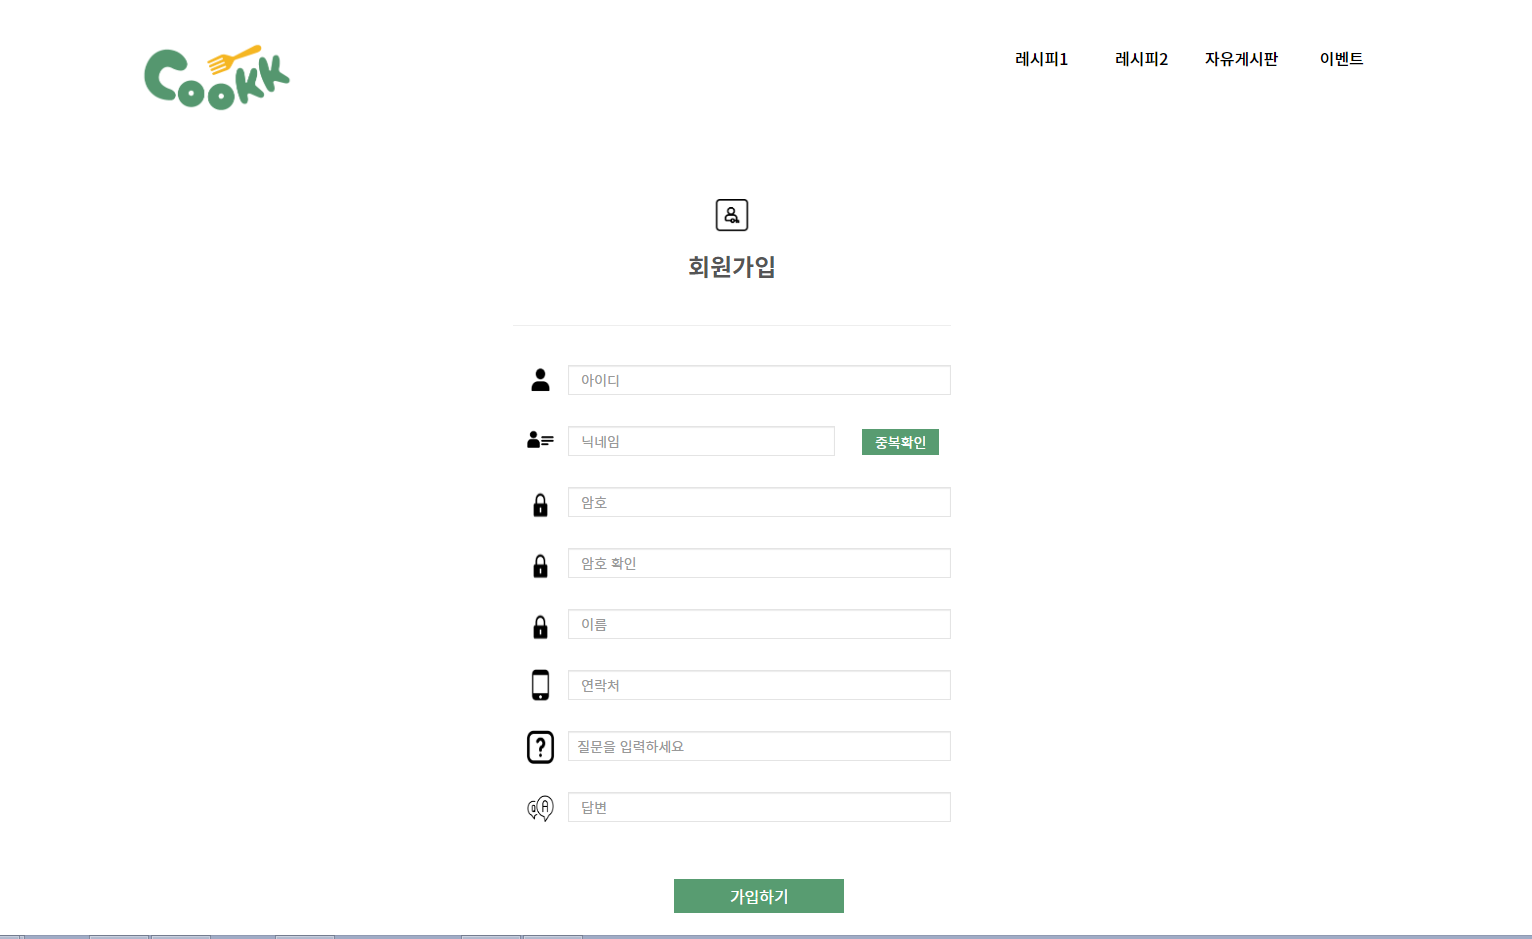 Cookk
레시피1 레시피2 자유게시판 이벤트
회원가입
아이디
닉네임 중복확인
암호
암호 확인
이름
연락처
?
질문을 입력하세요
Q A
답변
가입하기